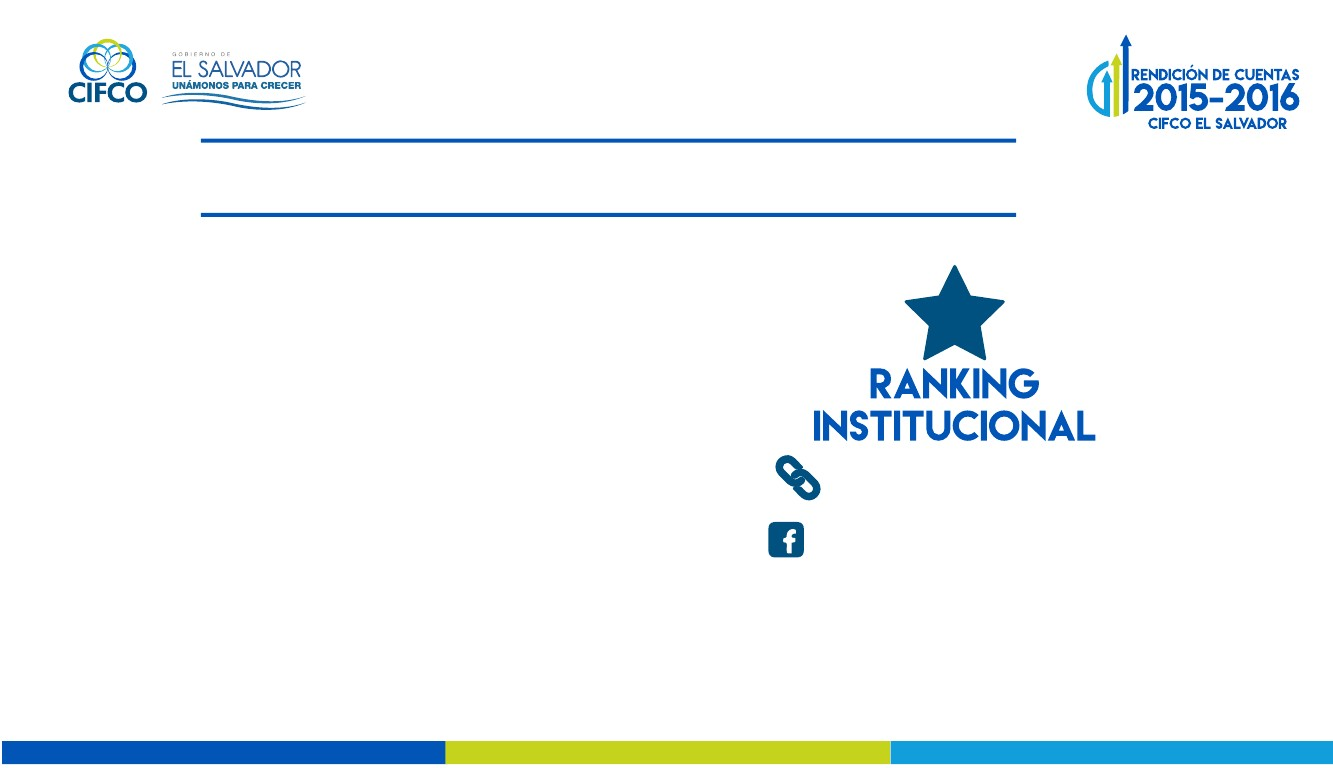 GOBIERNO DE
EL SALVADOR
UNÁMONOS PARA CRECER
CIFCO
RENDICIÓN DE CUENTAS
2015-2016
CIFCO EL SALVADOR
RANKING
INSTITUCIONAL
f